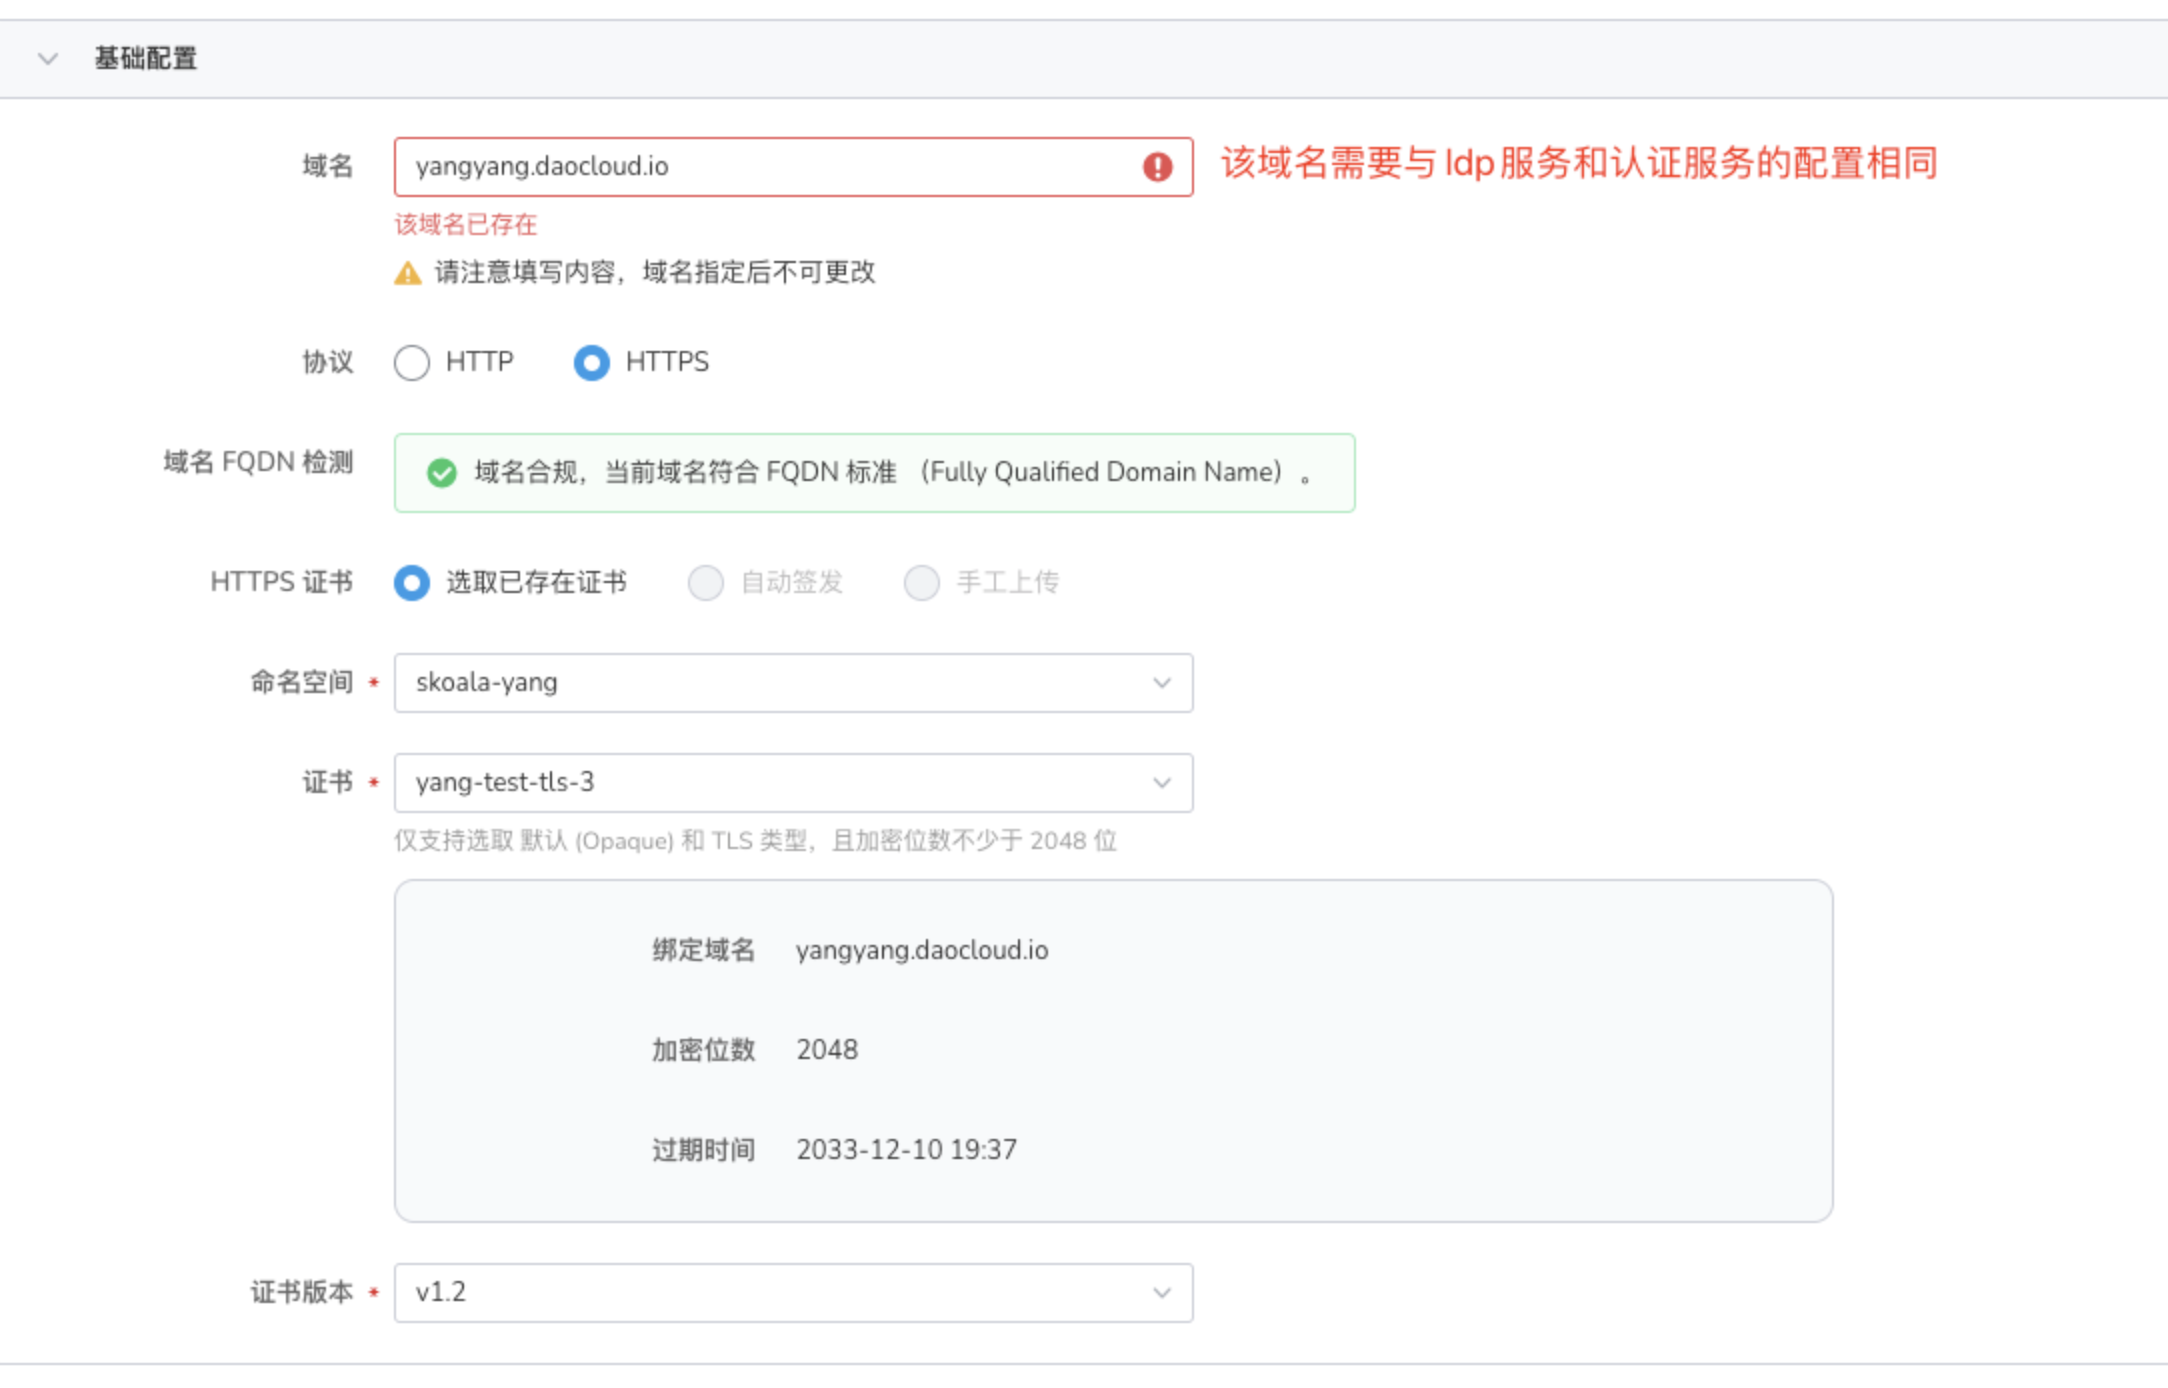 基础配置
域名 yangyang.daocloud.io 该域名需要与 Idp 服务和认证服务的配置相同
该域名已存在
请注意填写内容，域名指定后不可更改
协议 HTTP HTTPS
域名 FQDN 检测 域名合规，当前域名符合 FQDN 标准 （Fully Qualified Domain Name）。
HTTPS 证书 选取已存在证书 自动签发 手工上传
命名空间 * skoala-yang
证书 * yang-test-tls-3
仅支持选取 默认 (Opaque) 和 TLS 类型，且加密位数不少于 2048 位
绑定域名 yangyang.daocloud.io
加密位数 2048
过期时间 2033-12-10 19:37
证书版本 * v1.2